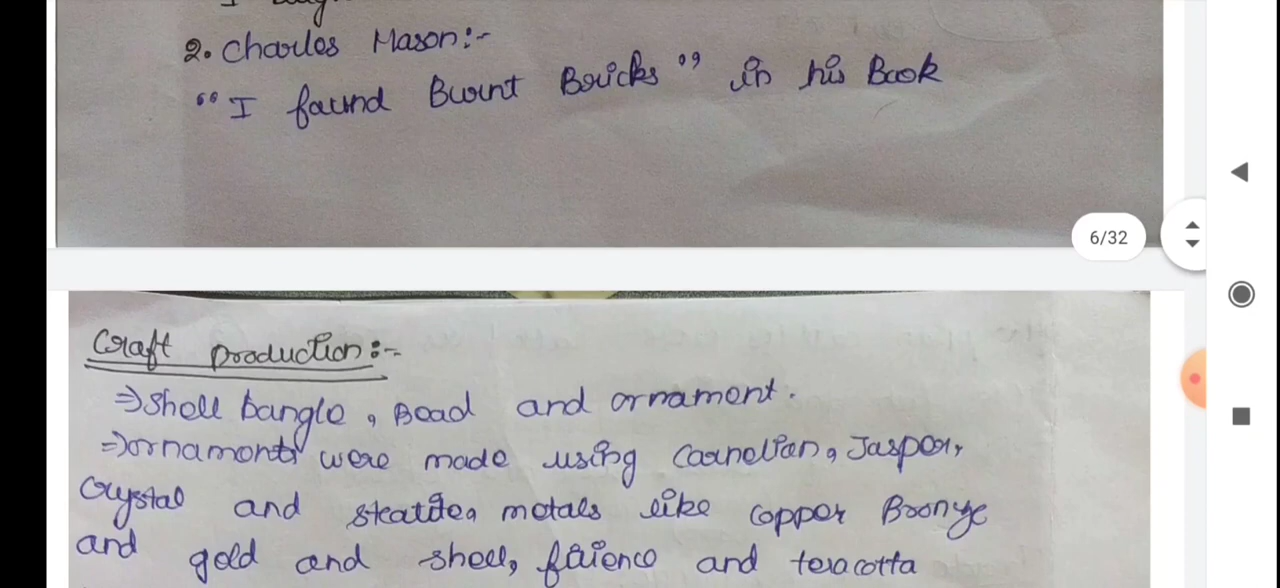 2. Charles Mason:-
"I found Burnt Bricks" in his Book
6/32
Craft production:-
⇒ Shell bangle, Bead and ornament.
⇒ ornaments were made using Carnelian, Jasper,
Crystal and metals like copper Bronze
and gold and shell, faience and teracotta